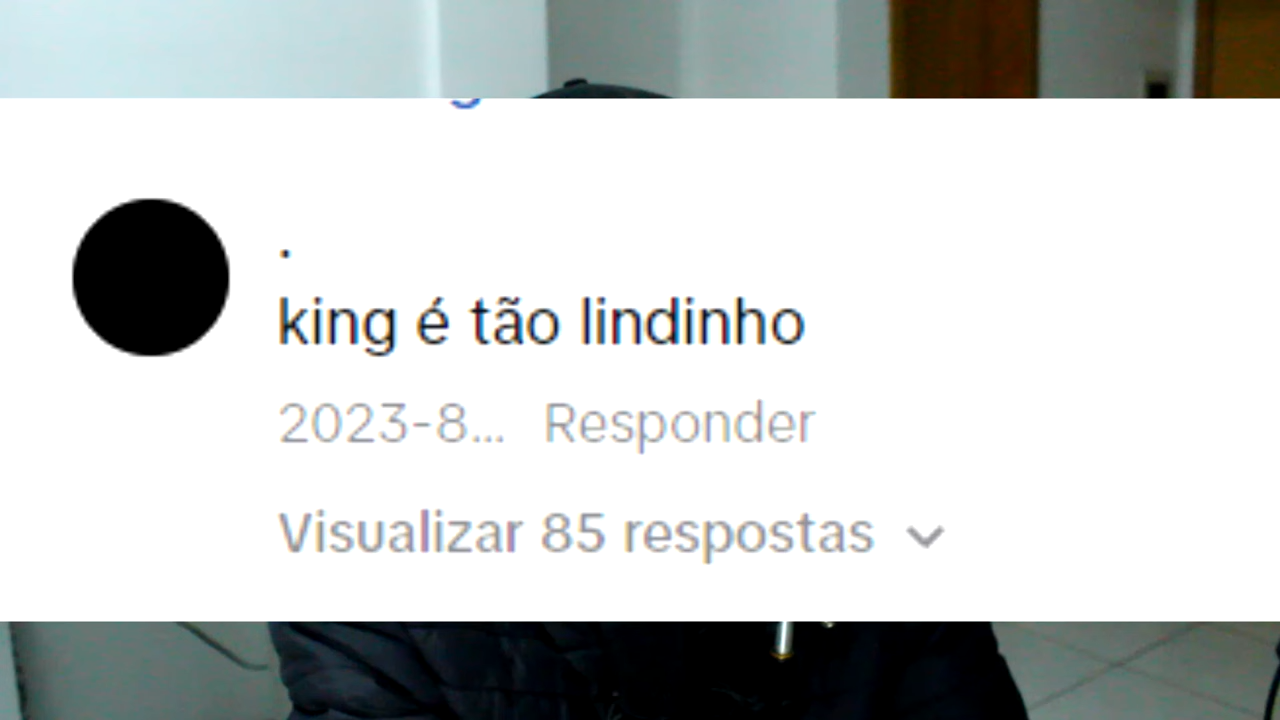 .
king é tão lindinho
2023-8... Responder
Visualizar 85 respostas